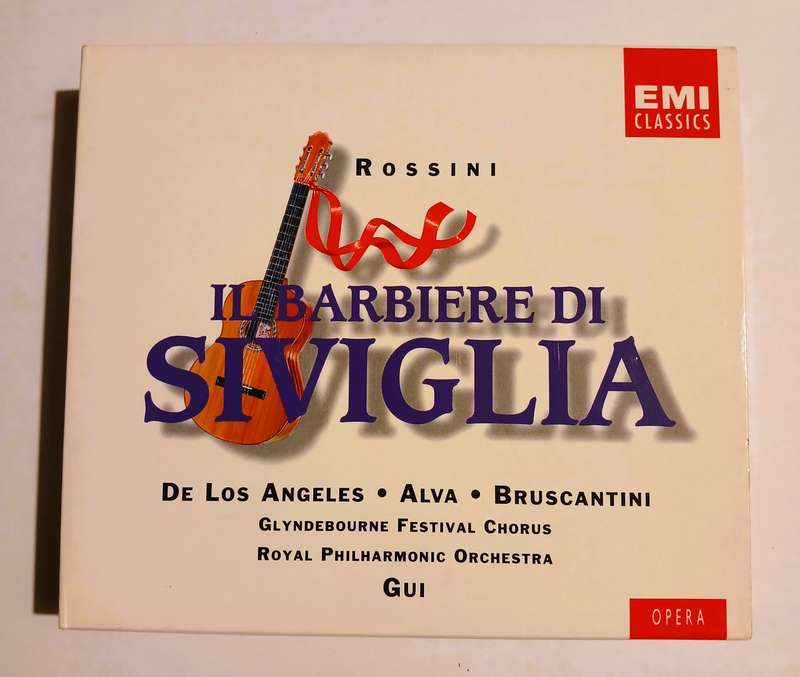 EMI
CLASSICS
ROSSINI
IL BARBIERE DI
SIVIGLIA
DE LOS ANGELES • ALVA • BRUSCANTINI
GLYNDEBOURNE FESTIVAL CHORUS
ROYAL PHILHARMONIC ORCHESTRA
GUI
OPERA